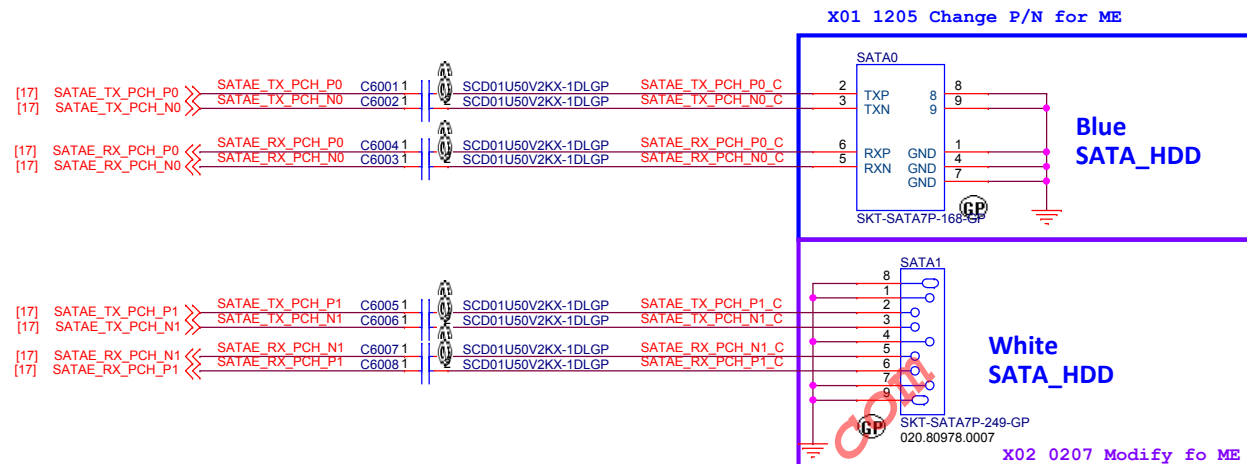 X01 1205 Change P/N for ME
SATA0
[17] SATAE_TX_PCH_P0 SATAE_TX_PCH_P0 C6001 1 2 SCD01U50V2KX-1DLGP SATAE_TX_PCH_P0_C 2 TXP 8 8
[17] SATAE_TX_PCH_N0 SATAE_TX_PCH_N0 C6002 1 2 SCD01U50V2KX-1DLGP SATAE_TX_PCH_N0_C 3 TXN 9 9
[17] SATAE_RX_PCH_P0 SATAE_RX_PCH_P0 C6004 1 2 SCD01U50V2KX-1DLGP SATAE_RX_PCH_P0_C 6 RXP GND 1
[17] SATAE_RX_PCH_N0 SATAE_RX_PCH_N0 C6003 1 2 SCD01U50V2KX-1DLGP SATAE_RX_PCH_N0_C 5 RXN GND 4
GND 7
Blue
SATA_HDD
GP
SKT-SATA7P-168-GP
SATA1
8
1
[17] SATAE_TX_PCH_P1 SATAE_TX_PCH_P1 C6005 1 SCD01U50V2KX-1DLGP SATAE_TX_PCH_P1_C 2
[17] SATAE_TX_PCH_N1 SATAE_TX_PCH_N1 C6006 1 SCD01U50V2KX-1DLGP SATAE_TX_PCH_N1_C 3
4
[17] SATAE_RX_PCH_N1 SATAE_RX_PCH_N1 C6007 1 SCD01U50V2KX-1DLGP SATAE_RX_PCH_N1_C 5
[17] SATAE_RX_PCH_P1 SATAE_RX_PCH_P1 C6008 1 2 SCD01U50V2KX-1DLGP SATAE_RX_PCH_P1_C 6
7
9
White
SATA_HDD
com
GP
SKT-SATA7P-249-GP
020.80978.0007
X02 0207 Modify fo ME